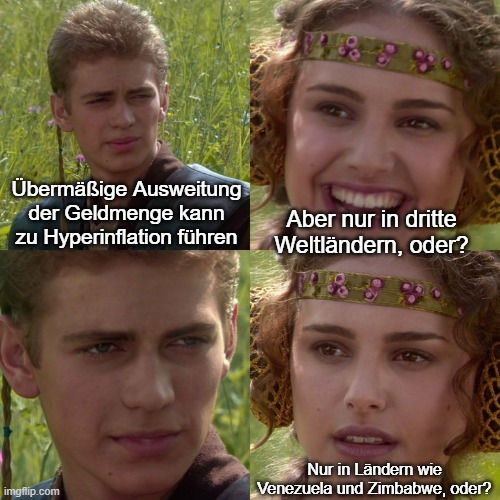 Übermäßige Ausweitung
der Geldmenge kann
zu Hyperinflation führen
Aber nur in dritte
Weltländern, oder?
Nur in Ländern wie
Venezuela und Zimbabwe, oder?
imgflip.com